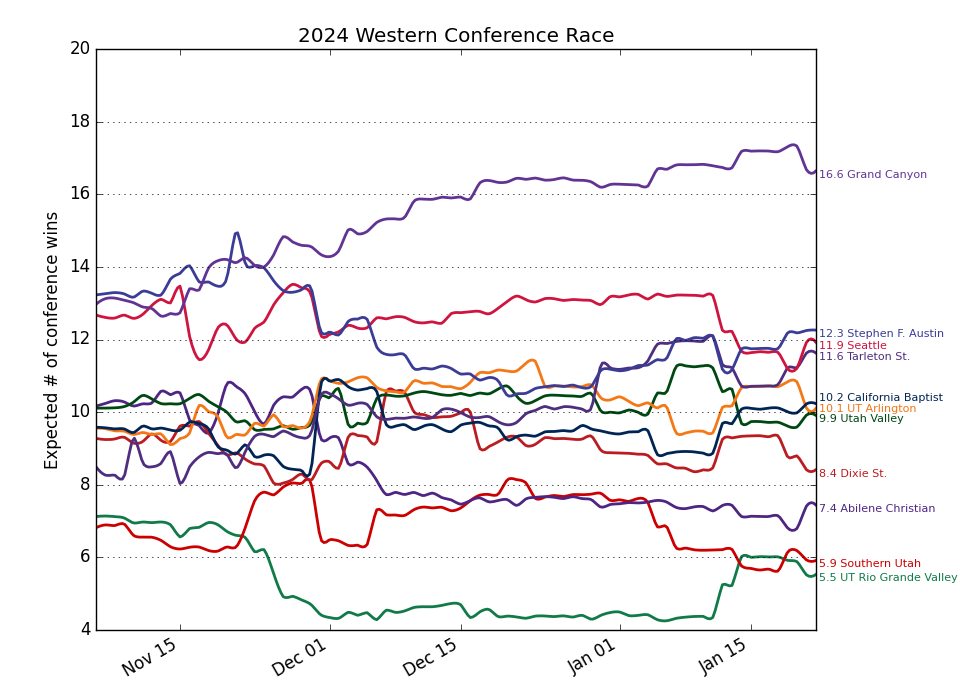 2024 Western Conference Race
Expected # of conference wins
20
18
16
14
12
10
8
6
4
Nov 15
Dec 01
Dec 15
Jan 01
Jan 15
16.6 Grand Canyon
12.3 Stephen F. Austin
11.9 Seattle
11.6 Tarleton St.
10.2 California Baptist
10.1 UT Arlington
9.9 Utah Valley
8.4 Dixie St.
7.4 Abilene Christian
5.9 Southern Utah
5.5 UT Rio Grande Valley